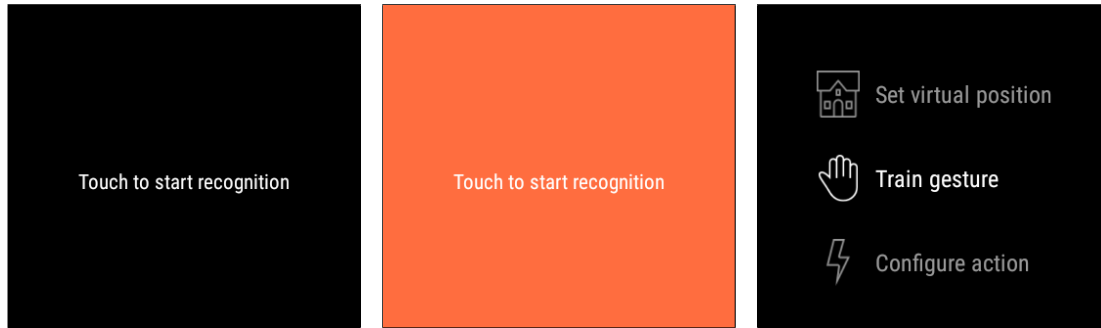 Touch to start recognition
Touch to start recognition
Set virtual position
Train gesture
Configure action